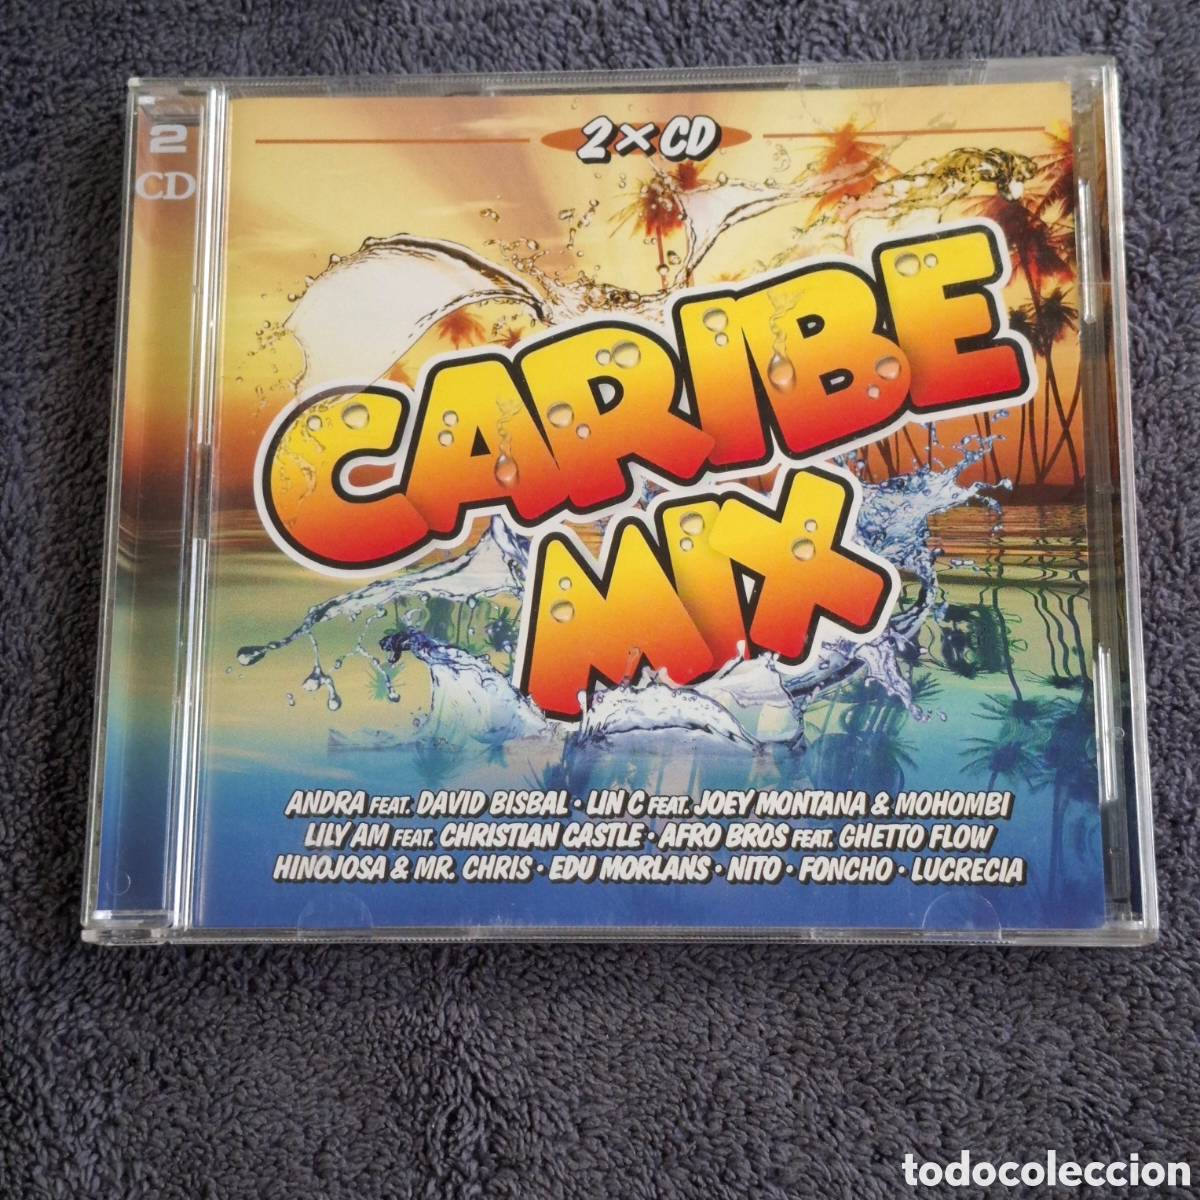 2 × CD
2
CD
CARIBE
MIX
ANDRA FEAT. DAVID BISBAL · LIN C FEAT. JOEY MONTANA & MOHOMBI
LILY AM FEAT. CHRISTIAN CASTLE · AFRO BROS FEAT. GHETTO FLOW
HINOJOSA & MR. CHRIS · EDU MORLANS · NITO · FONCHO · LUCRECIA
todocoleccion